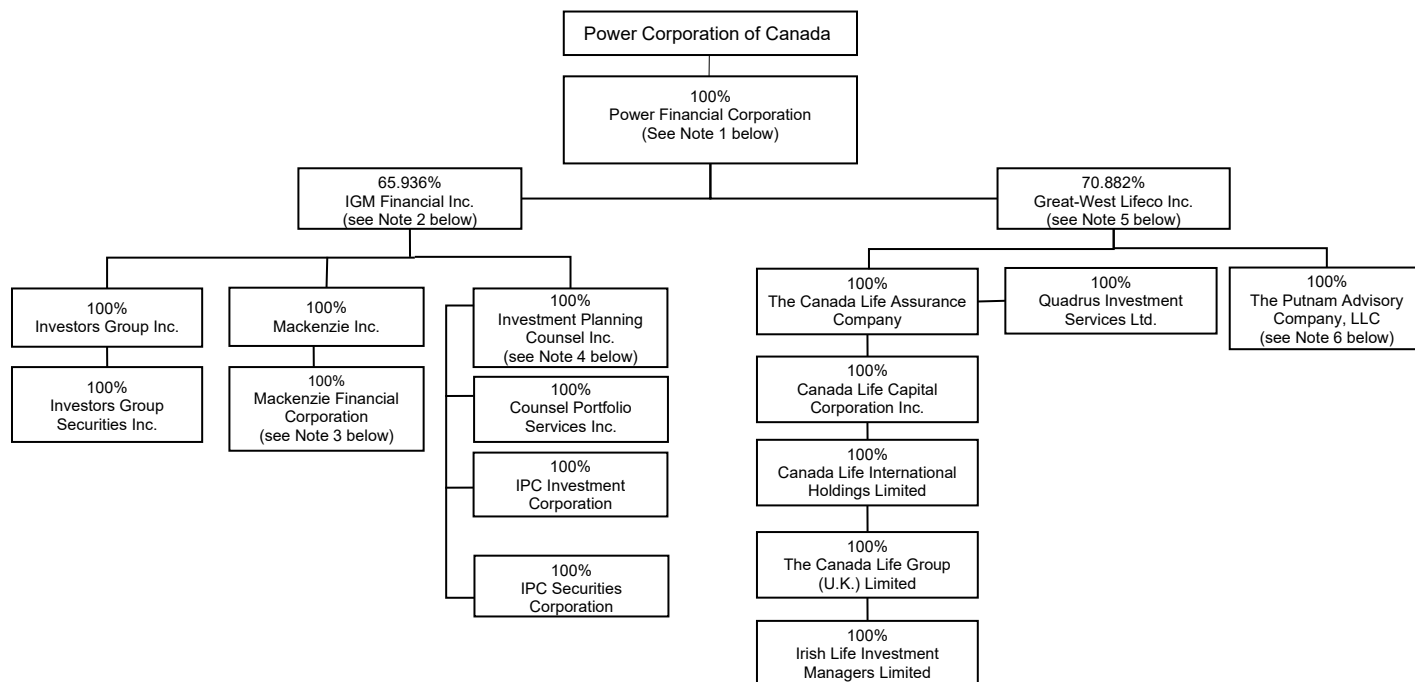 Power Corporation of Canada
100%
Power Financial Corporation
(See Note 1 below)
65.936%
IGM Financial Inc.
(see Note 2 below)
70.882%
Great-West Lifeco Inc.
(see Note 5 below)
100%
Investors Group Inc.
100%
Mackenzie Inc.
100%
Investment Planning
Counsel Inc.
(see Note 4 below)
100%
The Canada Life Assurance
Company
100%
Quadrus Investment
Services Ltd.
100%
The Putnam Advisory
Company, LLC
(see Note 6 below)
100%
Investors Group
Securities Inc.
100%
Mackenzie Financial
Corporation
(see Note 3 below)
100%
Counsel Portfolio
Services Inc.
100%
Canada Life Capital
Corporation Inc.
100%
IPC Investment
Corporation
100%
Canada Life International
Holdings Limited
100%
IPC Securities
Corporation
100%
The Canada Life Group
(U.K.) Limited
100%
Irish Life Investment
Managers Limited